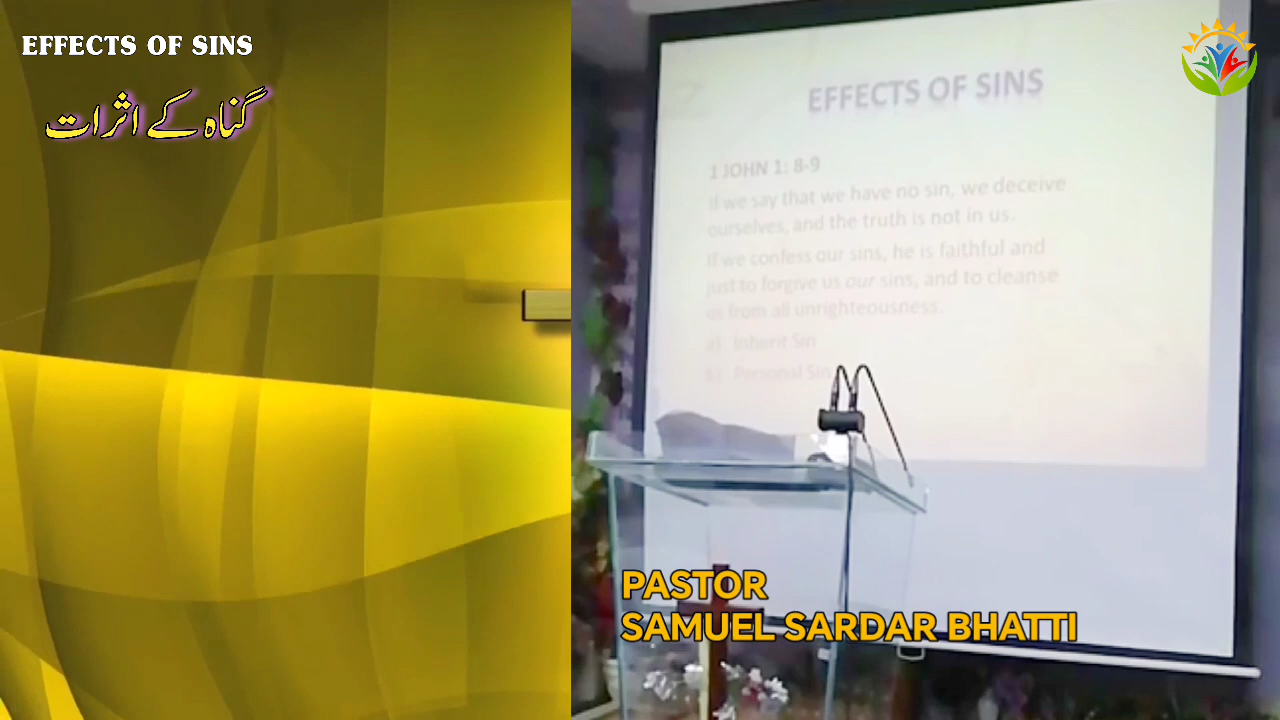 EFFECTS OF SINS
گناہ کے اثرات
EFFECTS OF SINS
1 JOHN 1: 8-9
If we say that we have no sin, we deceive
ourselves, and the truth is not in us.
If we confess our sins, he is faithful and
just to forgive us our sins, and to cleanse
us from all unrighteousness.
a) Inherit Sin
b) Personal Sin
PASTOR
SAMUEL SARDAR BHATTI